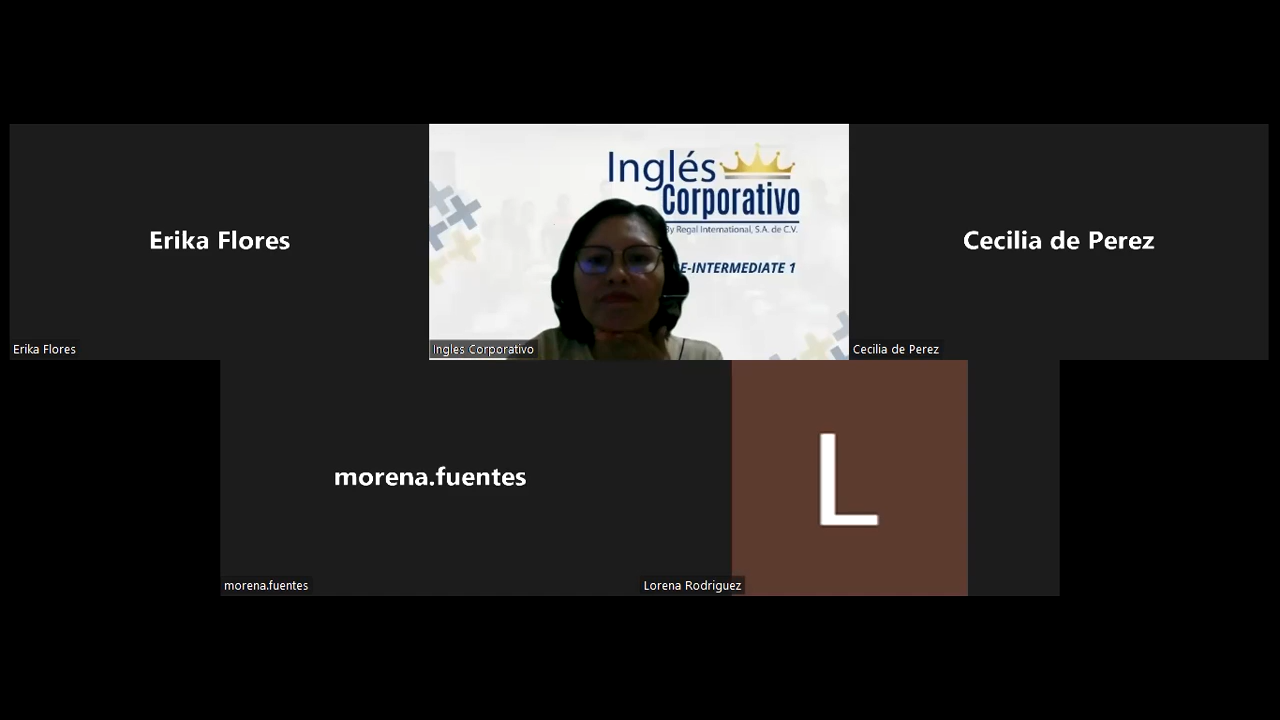 Erika Flores
Erika Flores
Inglés
Corporativo
By Regal International, S.A. de C.V.
E-INTERMEDIATE 1
Ingles Corporativo
Cecilia de Perez
Cecilia de Perez
morena.fuentes
morena.fuentes
L
Lorena Rodriguez